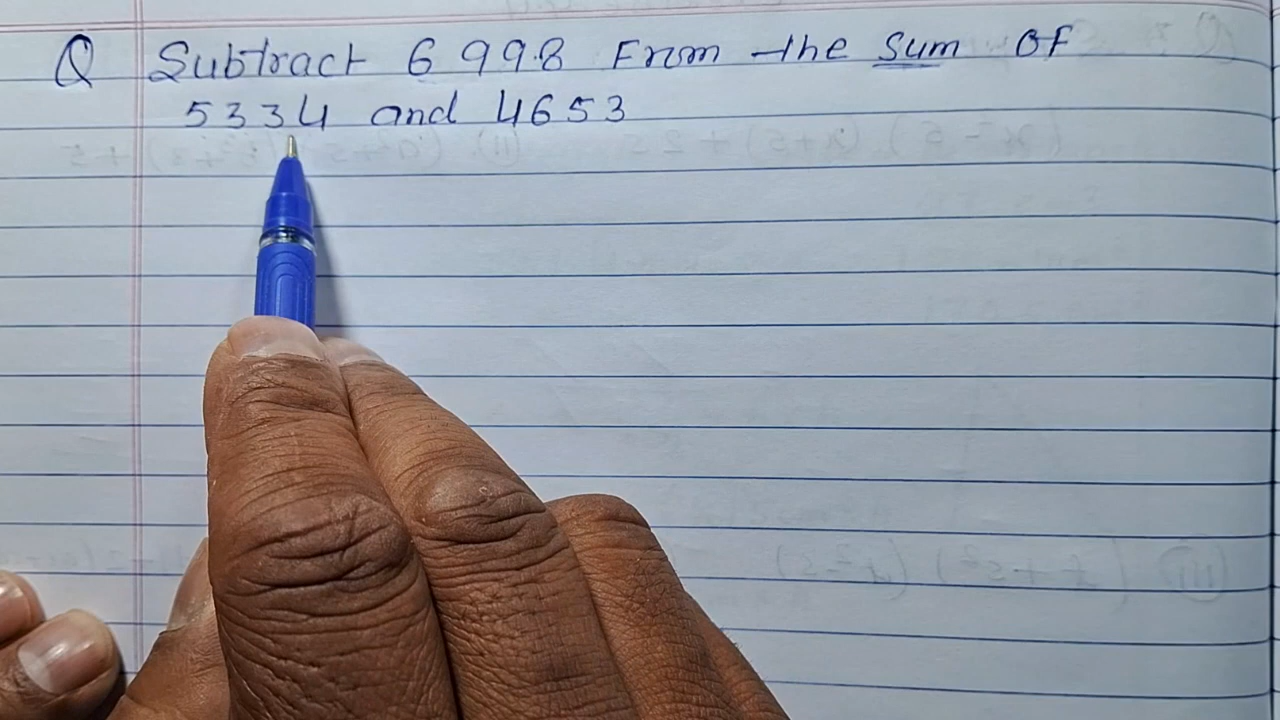 Q Subtract 6998 From the Sum OF
5334 and 4653